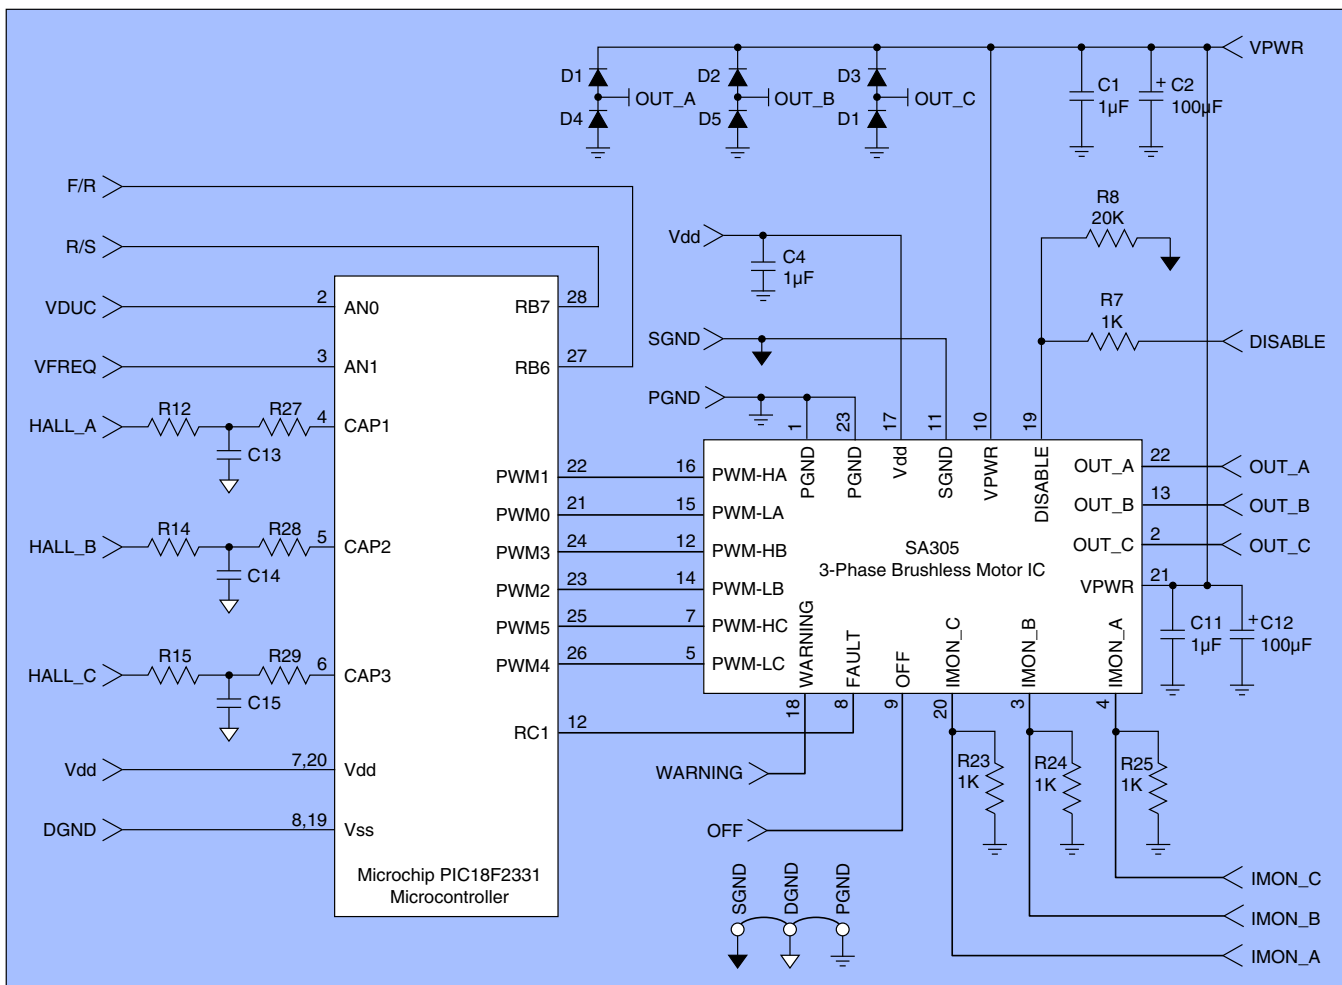 VPWR
D1
D2
D3
OUT_A
OUT_B
OUT_C
D4
D5
D1
C1
1µF
+
C2
100µF
F/R
R/S
R8
20K
Vdd
C4
1µF
R7
1K
DISABLE
SGND
PGND
VDUC
2
AN0
RB7
28
VFREQ
3
AN1
RB6
27
HALL_A
R12
R27
4
CAP1
C13
HALL_B
R14
R28
5
CAP2
C14
HALL_C
R15
R29
6
CAP3
C15
Vdd
7,20
Vdd
DGND
8,19
Vss
PWM1
22
PWM0
21
PWM3
24
PWM2
23
PWM5
25
PWM4
26
RC1
12
Microchip PIC18F2331
Microcontroller
1
23
17
11
10
19
PGND
PGND
Vdd
SGND
VPWR
DISABLE
16
PWM-HA
15
PWM-LA
12
PWM-HB
14
PWM-LB
7
PWM-HC
5
PWM-LC
SA305
3-Phase Brushless Motor IC
OUT_A
22
OUT_A
OUT_B
13
OUT_B
OUT_C
2
OUT_C
VPWR
21
C11
1µF
+
C12
100µF
WARNING
FAULT
OFF
IMON_C
IMON_B
IMON_A
18
8
9
20
3
4
R23
1K
R24
1K
R25
1K
WARNING
OFF
SGND
DGND
PGND
IMON_C
IMON_B
IMON_A